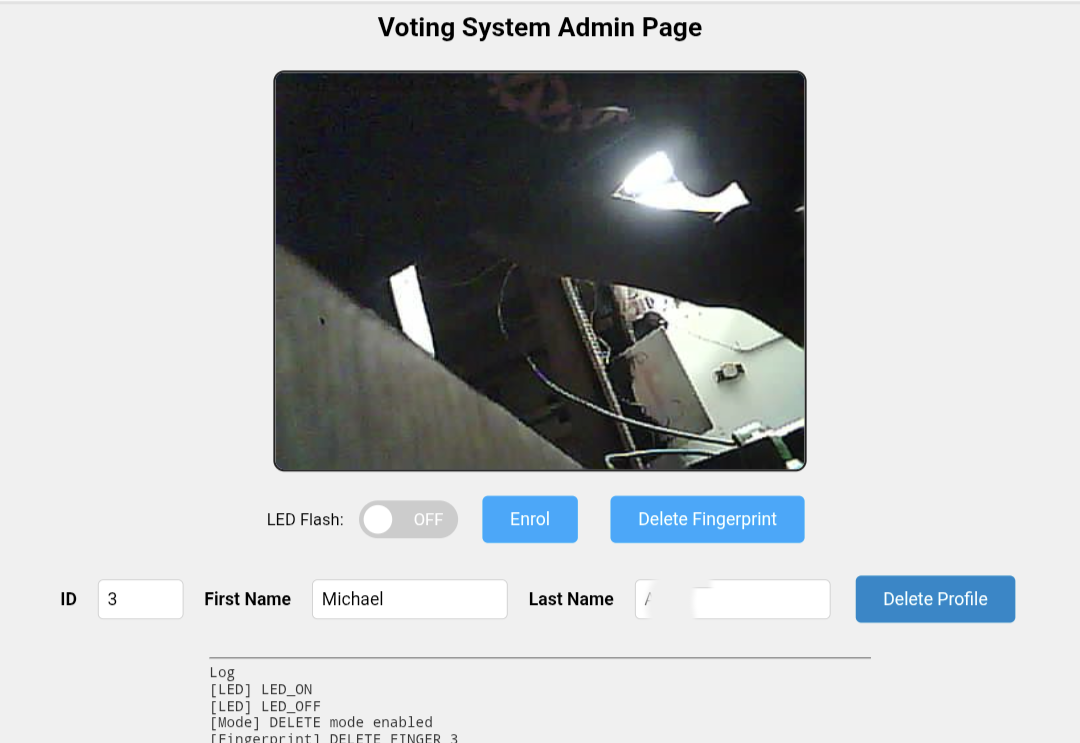 Voting System Admin Page
LED Flash: OFF Enrol Delete Fingerprint
ID 3 First Name Michael Last Name Delete Profile
Log
[LED] LED_ON
[LED] LED_OFF
[Mode] DELETE mode enabled
[Fingerprint] DELETE FINGER 3